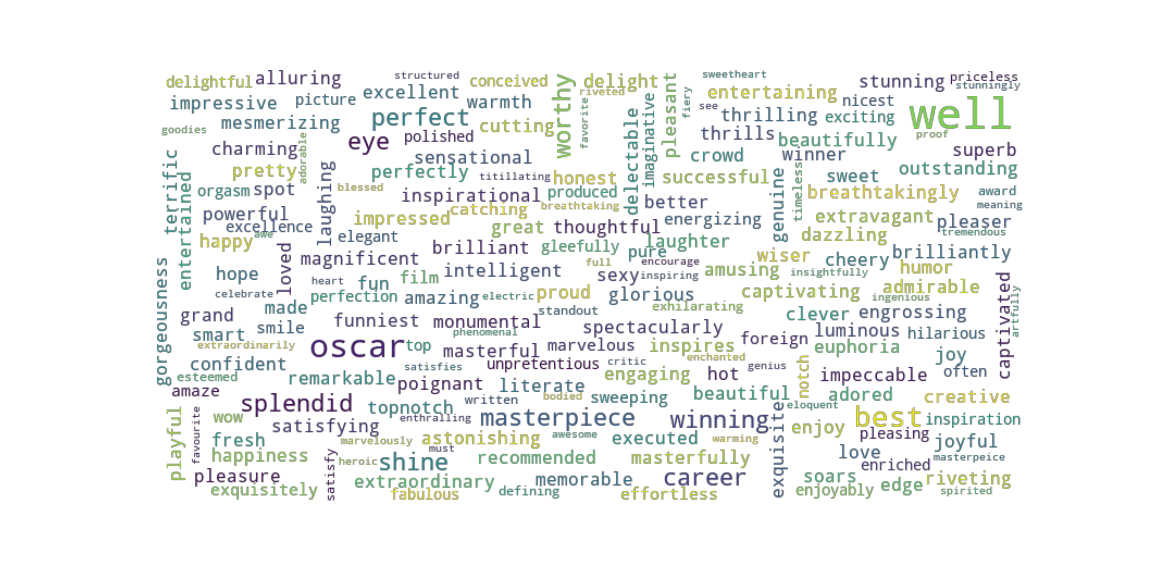 delightful
alluring
structured
conceived
delight
sweetheart
stunning
priceless
stunningly
impressive
picture
excellent
warmth
worthy
riveted
favorite
pleasant
imaginative
fiery
entertaining
nicest
well
goodies
mesmerizing
perfect
cutting
delectable
see
thrilling
exciting
proof
charming
adorable
eye
polished
thrills
beautifully
superb
terrific
entertained
pretty
laughing
sensational
crowd
winner
outstanding
orgasm
spot
blessed
perfectly
titillating
honest
successful
genuine
timeless
sweet
breathtakingly
award
meaning
powerful
inspirational
produced
better
excellence
impressed
catching
breathtaking
energizing
extravagant
pleaser
tremendous
happy
awe
elegant
great
thoughtful
dazzling
loved
magnificent
brilliant
gleefully
pure
laughter
wiser
cheery
brilliantly
gorgeousness
hope
heart
fun
film
intelligent
full
sexy
encourage
inspiring
amusing
insightfully
humor
admirable
captivated
artfully
celebrate
made
perfection
amazing
electric
proud
glorious
captivating
ingenious
grand
smile
funniest
monumental
standout
exhilarating
clever
engrossing
smart
phenomenal
spectacularly
foreign
luminous
hilarious
extraordinarily
oscar
top
masterful
marvelous
inspires
euphoria
joy
confident
satisfies
unpretentious
critic
enchanted
genius
notch
often
esteemed
remarkable
poignant
literate
engaging
hot
impeccable
amaze
splendid
topnotch
written
bodied
sweeping
beautiful
adored
creative
playful
favourite
wow
satisfying
enthralling
masterpiece
winning
exquisite
eloquent
best
inspiration
fresh
marvelously
astonishing
awesome
executed
warming
enjoy
pleasing
joyful
happiness
satisfy
heroic
must
shine
recommended
masterfully
love
enriched
masterpeice
pleasure
extraordinary
memorable
career
soars
edge
riveting
exquisitely
fabulous
defining
effortless
enjoyably
spirited